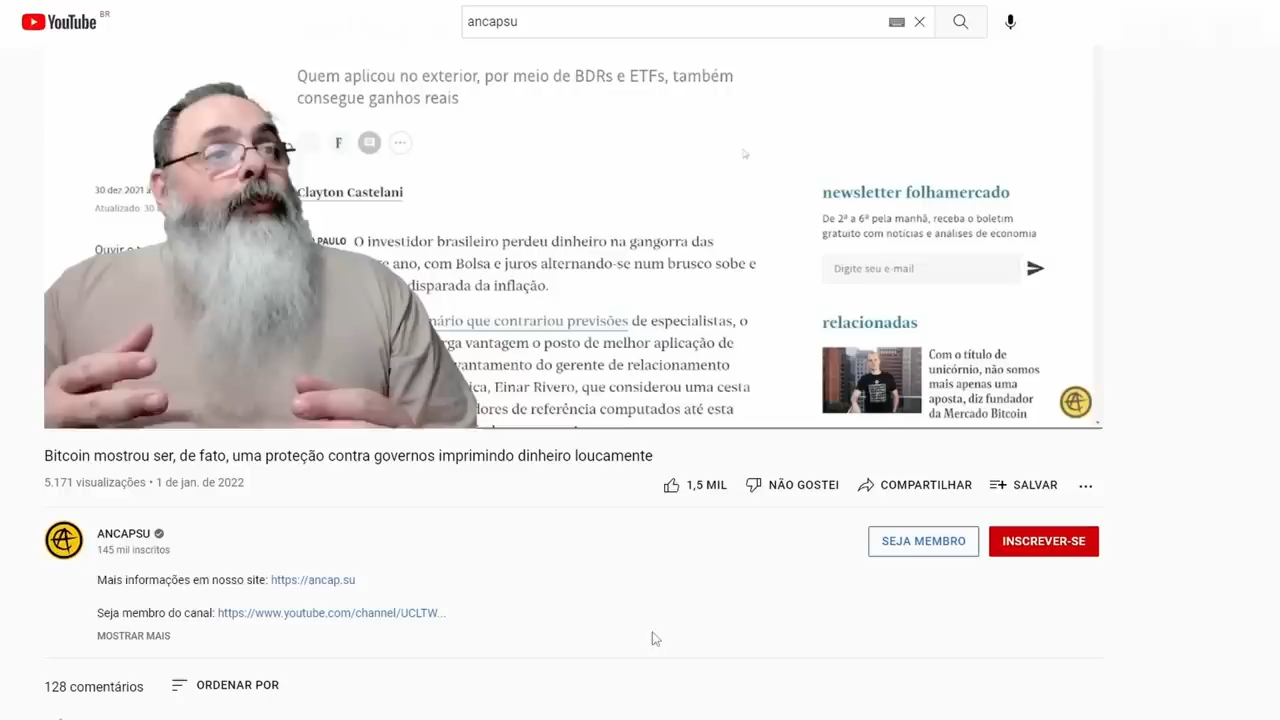 YouTube BR
ancapsu
Quem aplicou no exterior, por meio de BDRs e ETFs, também
consegue ganhos reais
F
30 dez 2021 a
Clayton Castelani
Atualizado 30
newsletter folhamercado
De 2ª a 6ª pela manhã, receba o boletim
gratuito com notícias e análises de economia
Digite seu e-mail
Ouvir o
PAULO O investidor brasileiro perdeu dinheiro na gangorra das
e ano, com Bolsa e juros alternando-se num brusco sobe e
disparada da inflação.
nário que contrariou previsões de especialistas, o
rga vantagem o posto de melhor aplicação de
vantamento do gerente de relacionamento
ica, Einar Rivero, que considerou uma cesta
dores de referência computados até esta
relacionadas
Com o título de
unicórnio, não somos
mais apenas uma
aposta, diz fundador
da Mercado Bitcoin
Bitcoin mostrou ser, de fato, uma proteção contra governos imprimindo dinheiro loucamente
5.171 visualizações • 1 de jan. de 2022
1,5 MIL
NÃO GOSTEI
COMPARTILHAR
SALVAR
ANCAPSU
145 mil inscritos
SEJA MEMBRO
INSCREVER-SE
Mais informações em nosso site: https://ancap.su
Seja membro do canal: https://www.youtube.com/channel/UCLTW...
MOSTRAR MAIS
128 comentários
ORDENAR POR